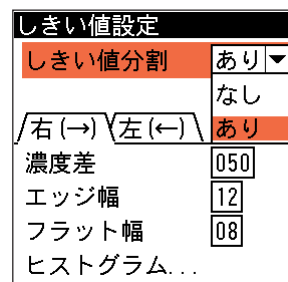 しきい値設定
しきい値分割 あり▼
なし
あり
右(→) 左(←)
濃度差 050
エッジ幅 12
フラット幅 08
ヒストグラム...